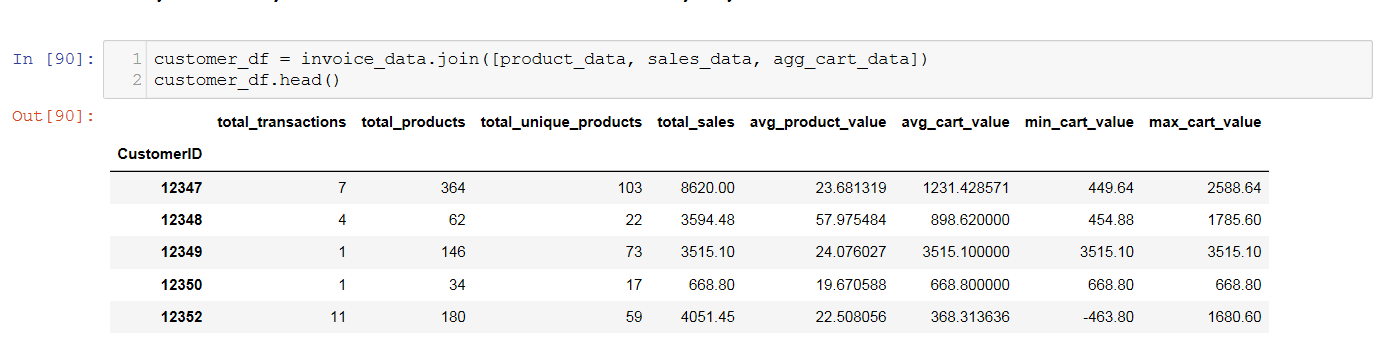 In [90]:
1 customer_df = invoice_data.join([product_data, sales_data, agg_cart_data])
2 customer_df.head()
Out[90]:
total_transactions total_products total_unique_products total_sales avg_product_value avg_cart_value min_cart_value max_cart_value
CustomerID
12347 7 364 103 8620.00 23.681319 1231.428571 449.64 2588.64
12348 4 62 22 3594.48 57.975484 898.620000 454.88 1785.60
12349 1 146 73 3515.10 24.076027 3515.100000 3515.10 3515.10
12350 1 34 17 668.80 19.670588 668.800000 668.80 668.80
12352 11 180 59 4051.45 22.508056 368.313636 -463.80 1680.60